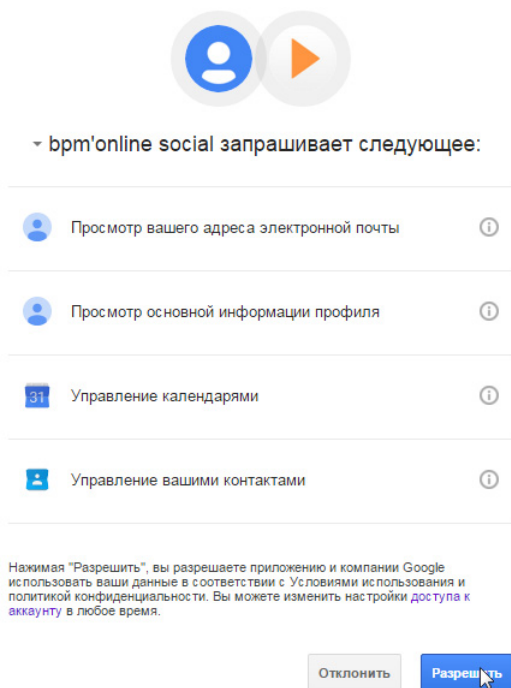 bpm'online social запрашивает следующее:
Просмотр вашего адреса электронной почты
Просмотр основной информации профиля
31
Управление календарями
Управление вашими контактами
Нажимая "Разрешить", вы разрешаете приложению и компании Google
использовать ваши данные в соответствии с Условиями использования и
политикой конфиденциальности. Вы можете изменить настройки доступа к
аккаунту в любое время.
Отклонить
Разрешить